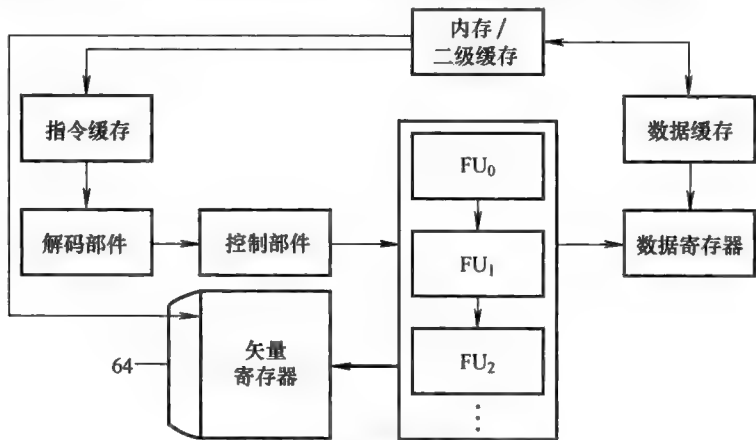 内存/
二级缓存
指令缓存
数据缓存
FU₀
解码部件
控制部件
FU₁
数据寄存器
矢量
寄存器
64
FU₂
⋮